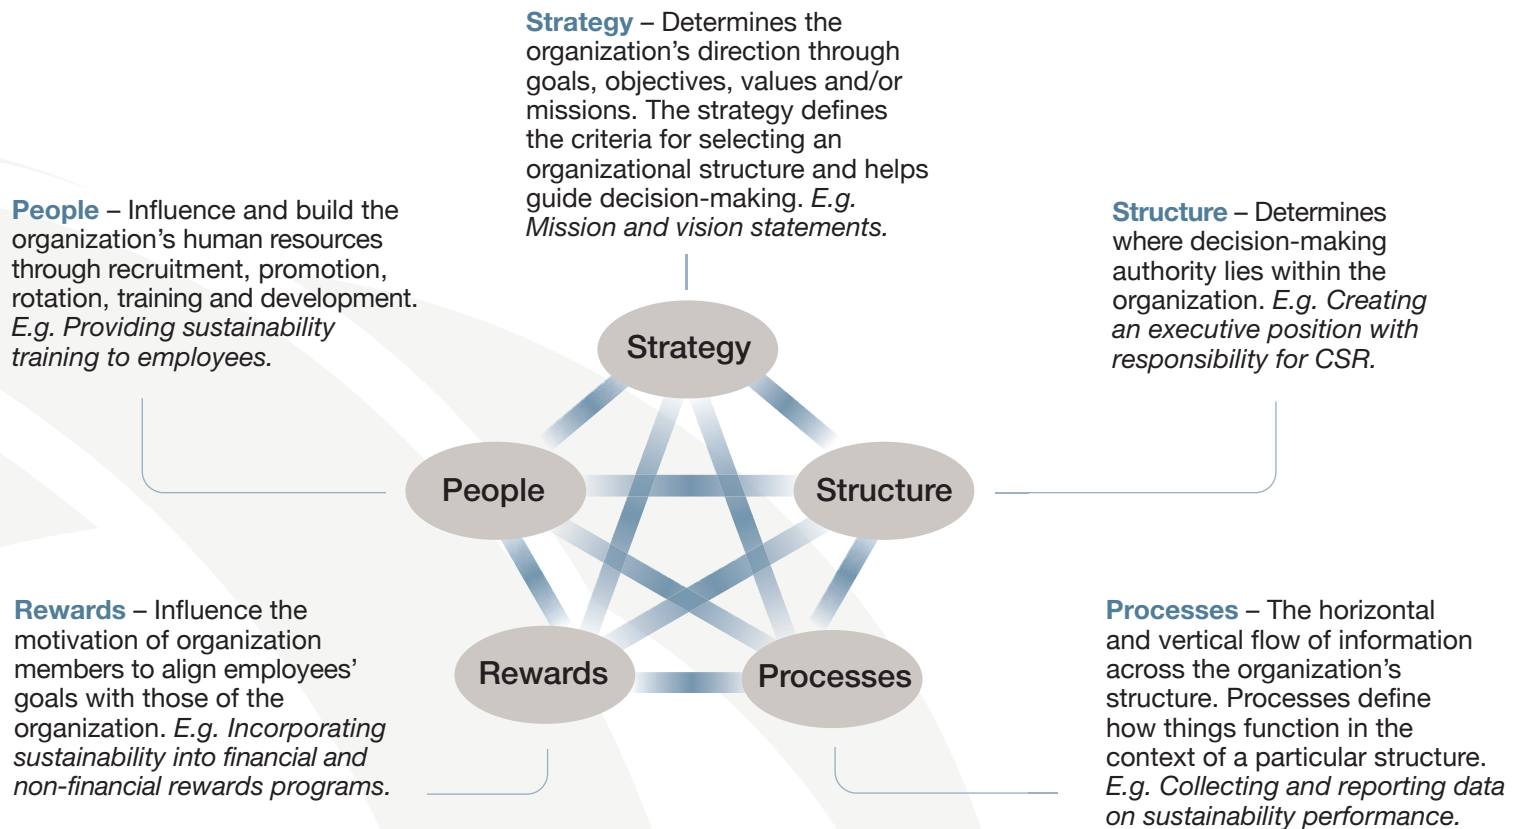 Strategy – Determines the
organization’s direction through
goals, objectives, values and/or
missions. The strategy defines
the criteria for selecting an
organizational structure and helps
guide decision-making. E.g.
Mission and vision statements.
People – Influence and build the
organization’s human resources
through recruitment, promotion,
rotation, training and development.
E.g. Providing sustainability
training to employees.
Structure – Determines
where decision-making
authority lies within the
organization. E.g. Creating
an executive position with
responsibility for CSR.
Strategy
People
Structure
Rewards
Processes
Rewards – Influence the
motivation of organization
members to align employees’
goals with those of the
organization. E.g. Incorporating
sustainability into financial and
non-financial rewards programs.
Processes – The horizontal
and vertical flow of information
across the organization’s
structure. Processes define
how things function in the
context of a particular structure.
E.g. Collecting and reporting data
on sustainability performance.